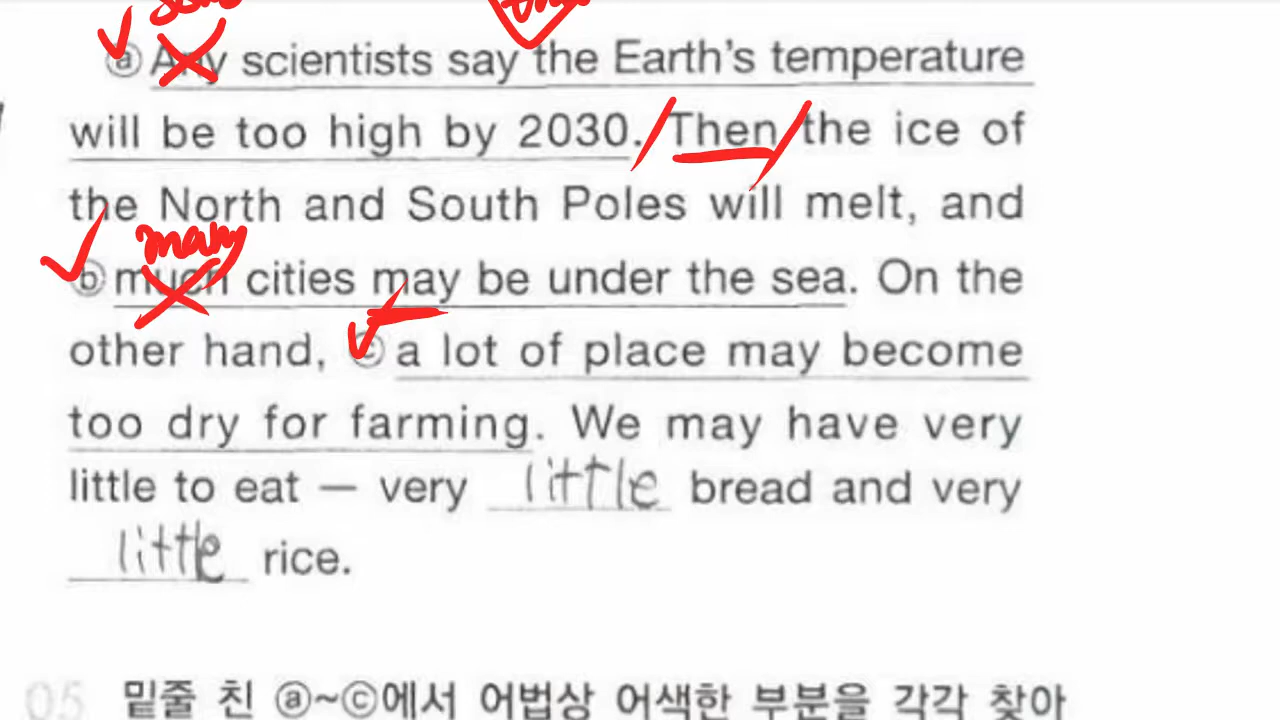 ⓐ Any scientists say the Earth's temperature
will be too high by 2030. Then the ice of
the North and South Poles will melt, and
many
ⓑ much cities may be under the sea. On the
other hand, ⓒ a lot of place may become
too dry for farming. We may have very
little to eat — very little bread and very
little rice.
05 밑줄 친 ⓐ~ⓒ에서 어법상 어색한 부분을 각각 찾아